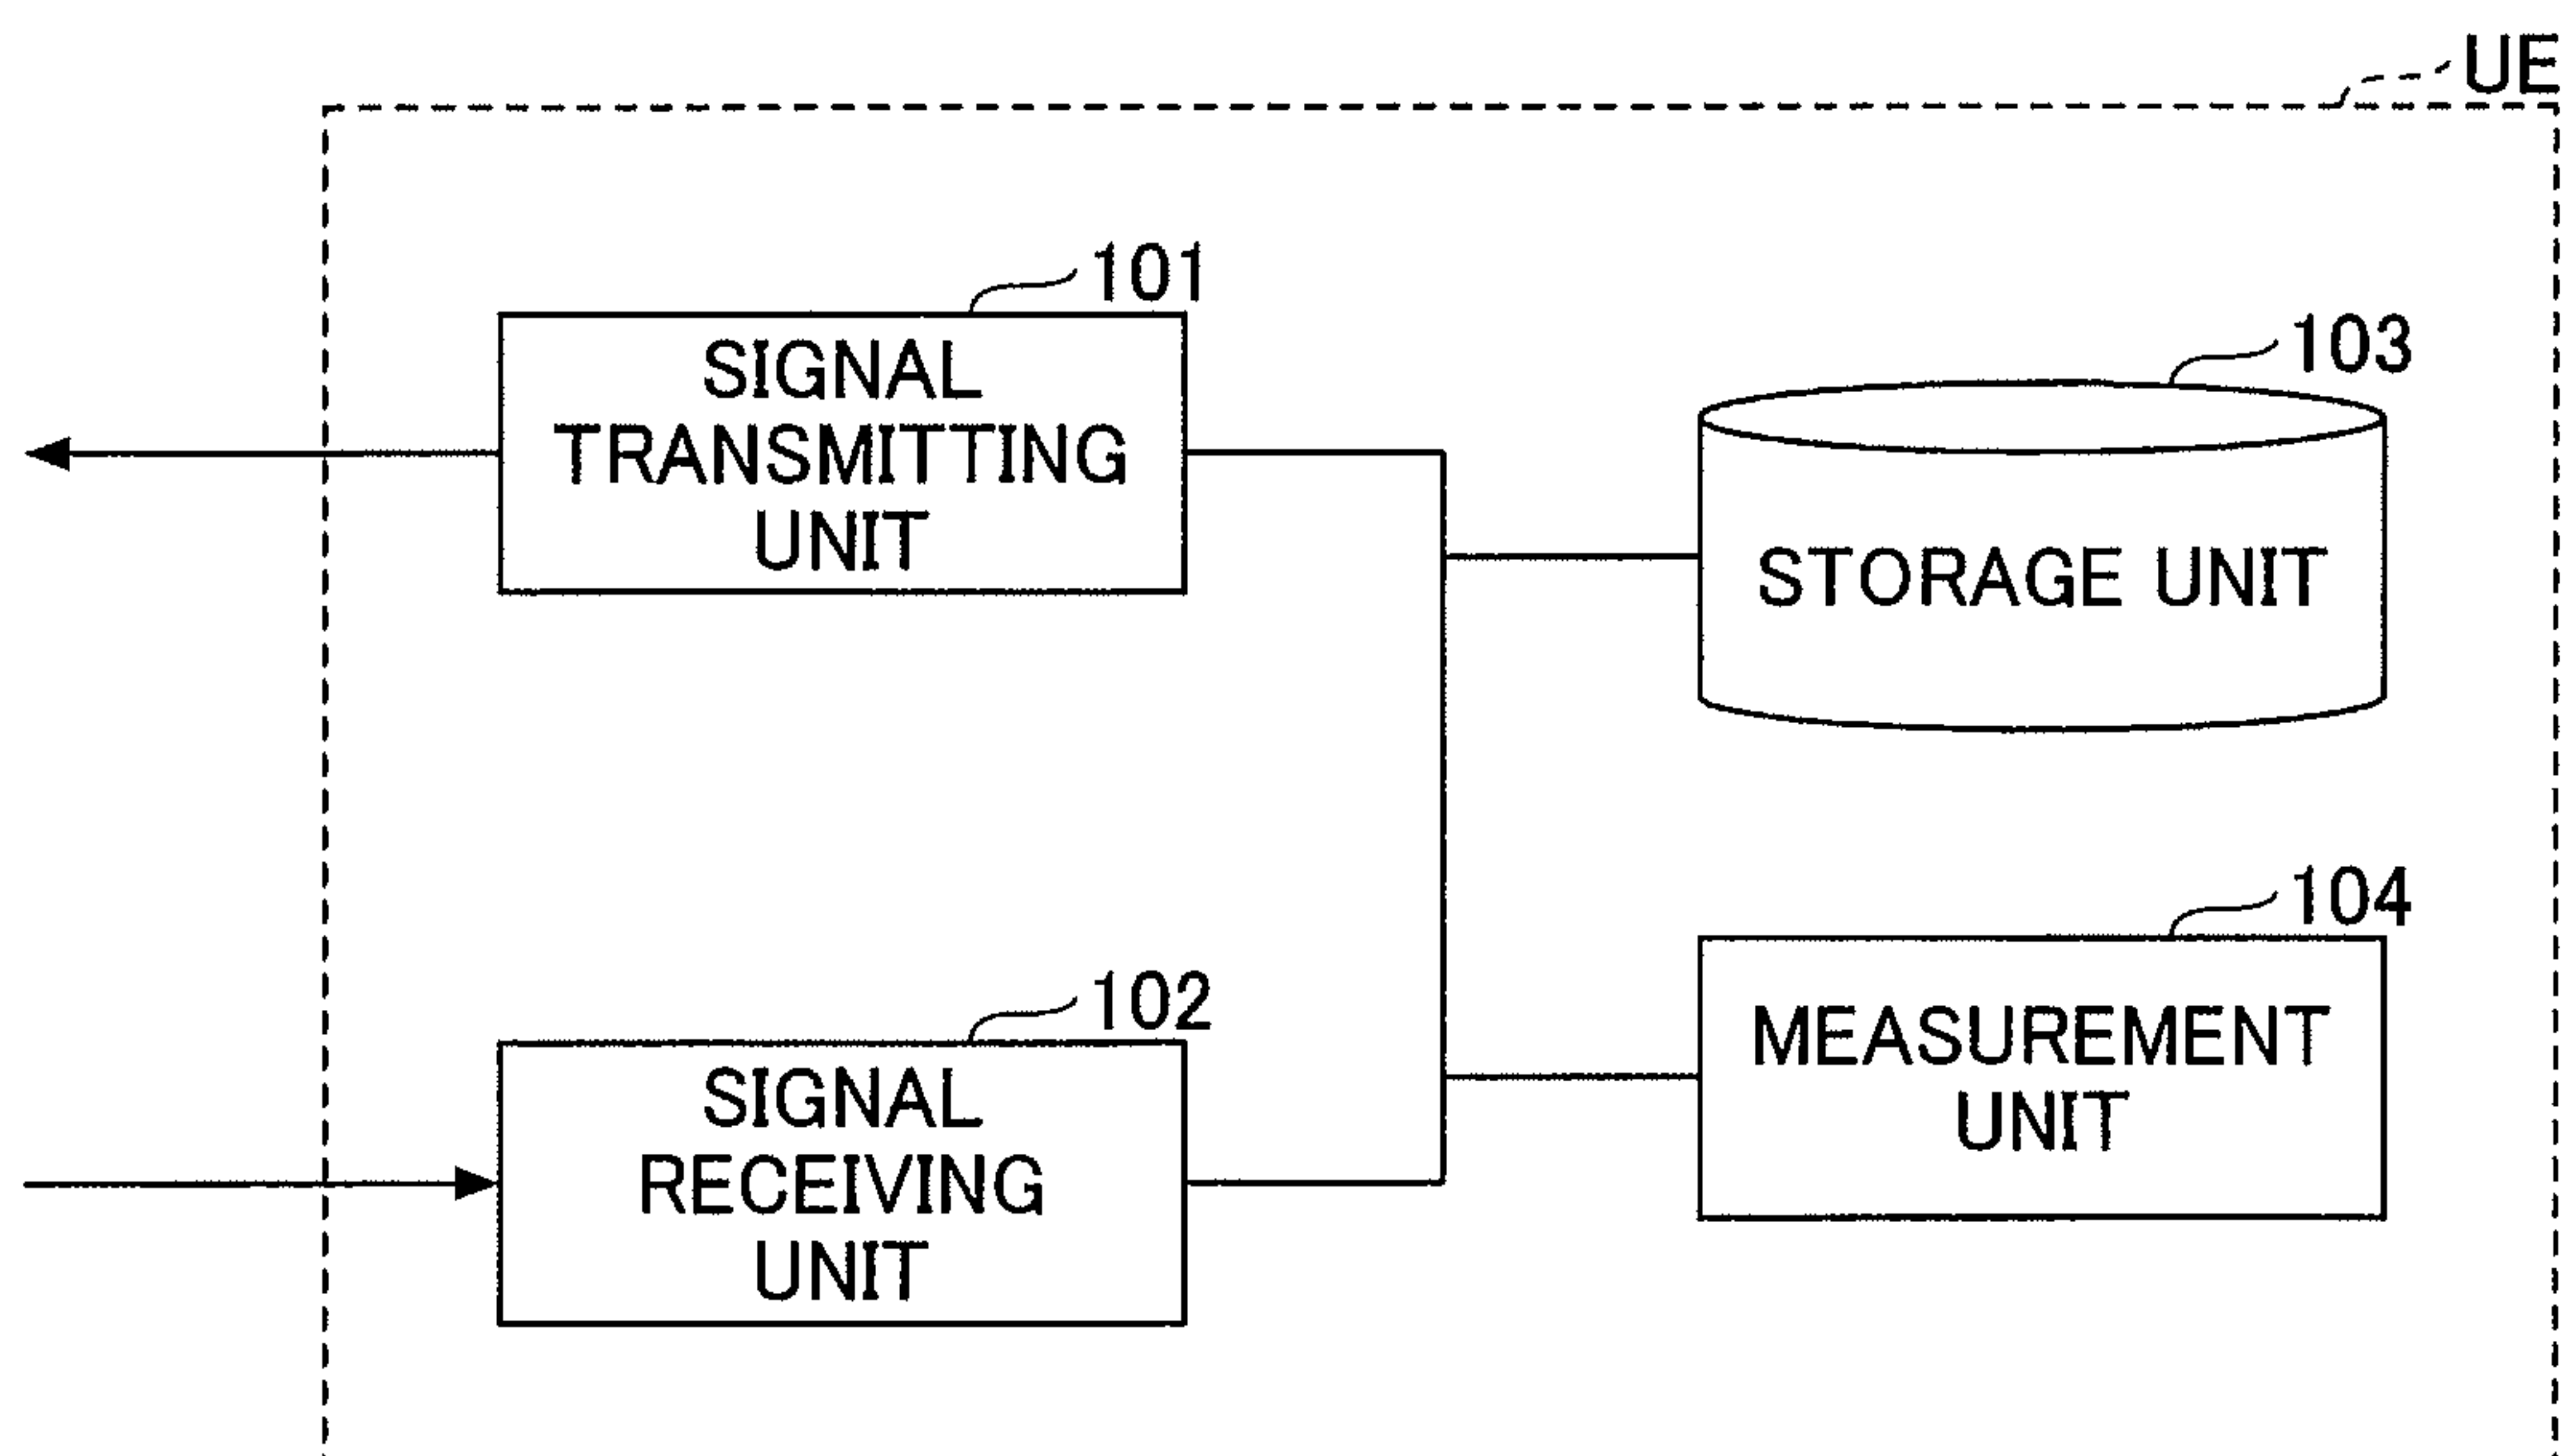 UE
101
SIGNAL
TRANSMITTING
UNIT
103
STORAGE UNIT
102
SIGNAL
RECEIVING
UNIT
104
MEASUREMENT
UNIT